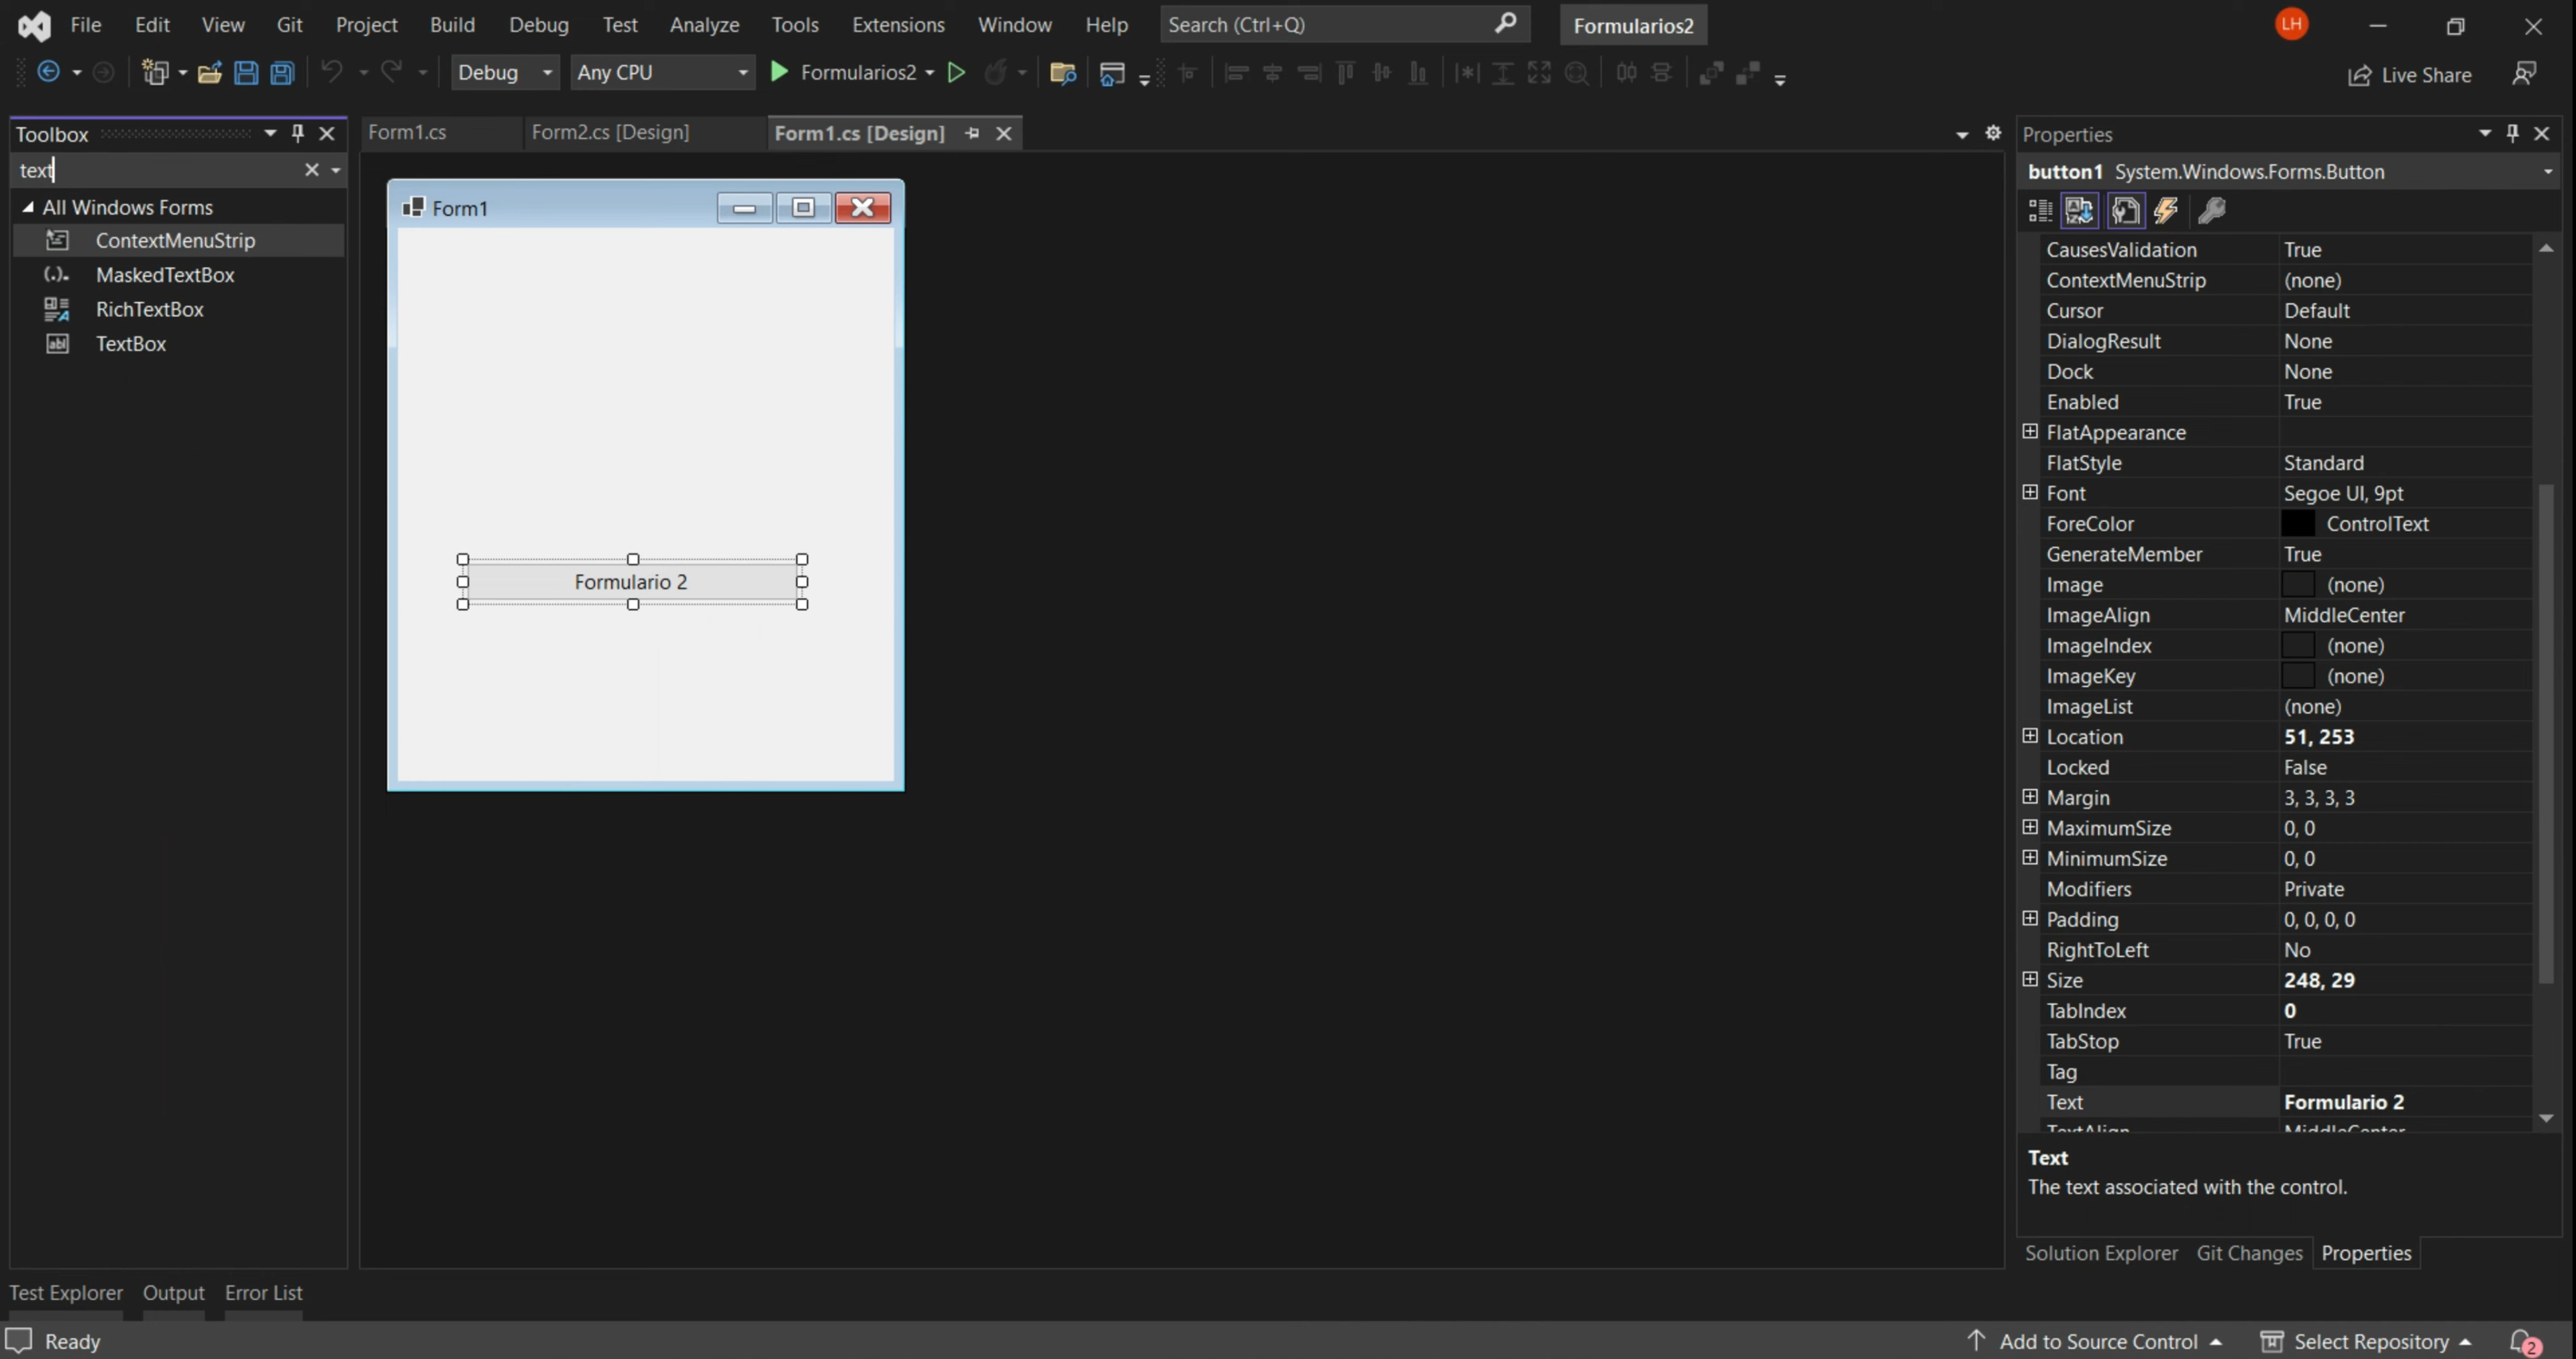 File Edit View Git Project Build Debug Test Analyze Tools Extensions Window Help Search (Ctrl+Q) Formularios2 LH
Debug Any CPU Formularios2 Live Share
Toolbox
text
All Windows Forms
ContextMenuStrip
MaskedTextBox
RichTextBox
TextBox
Form1.cs Form2.cs [Design] Form1.cs [Design]
Form1
Formulario 2
Properties
button1 System.Windows.Forms.Button
CausesValidation True
ContextMenuStrip (none)
Cursor Default
DialogResult None
Dock None
Enabled True
FlatAppearance
FlatStyle Standard
Font Segoe UI, 9pt
ForeColor ControlText
GenerateMember True
Image (none)
ImageAlign MiddleCenter
ImageIndex (none)
ImageKey (none)
ImageList (none)
Location 51, 253
Locked False
Margin 3, 3, 3, 3
MaximumSize 0, 0
MinimumSize 0, 0
Modifiers Private
Padding 0, 0, 0, 0
RightToLeft No
Size 248, 29
TabIndex 0
TabStop True
Tag
Text Formulario 2
TextAlign MiddleCenter
Text
The text associated with the control.
Solution Explorer Git Changes Properties
Test Explorer Output Error List
Ready Add to Source Control Select Repository 2